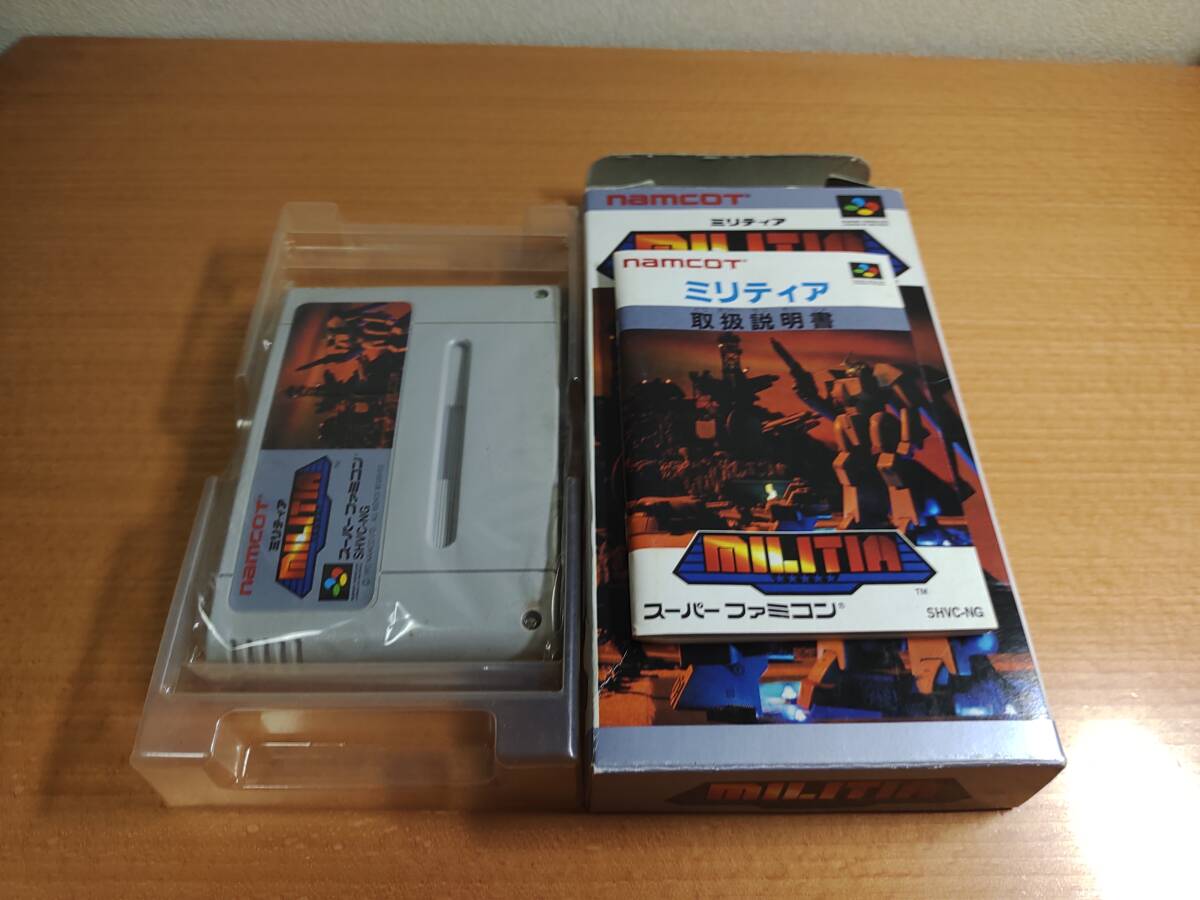 namcot
ミリティア
MILITIA
スーパーファミコン
SHVC-NG
namcot
ミリティア
MILITIA
namcot
ミリティア
取扱説明書
MILITIA
TM
スーパーファミコン®
SHVC-NG
MILITIA